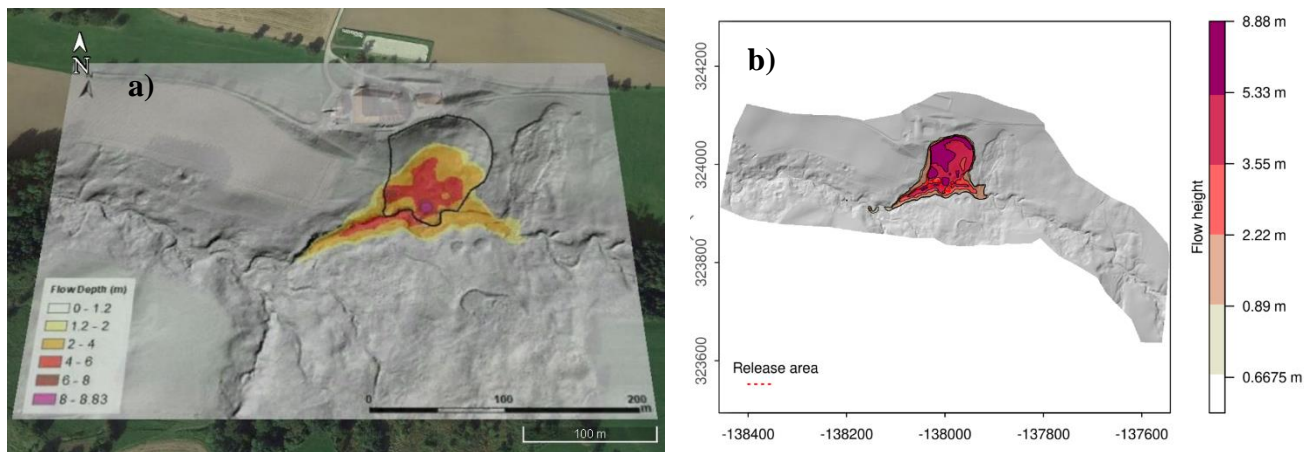 N
a)
Flow Depth (m)
0 - 1.2
1.2 - 2
2 - 4
4 - 6
6 - 8
8 - 8.83
0 100 200
m
100 m
b)
324200
324000
323800
323600
-138400 -138200 -138000 -137800 -137600
Release area
Flow height
8.88 m
5.33 m
3.55 m
2.22 m
0.89 m
0.6675 m